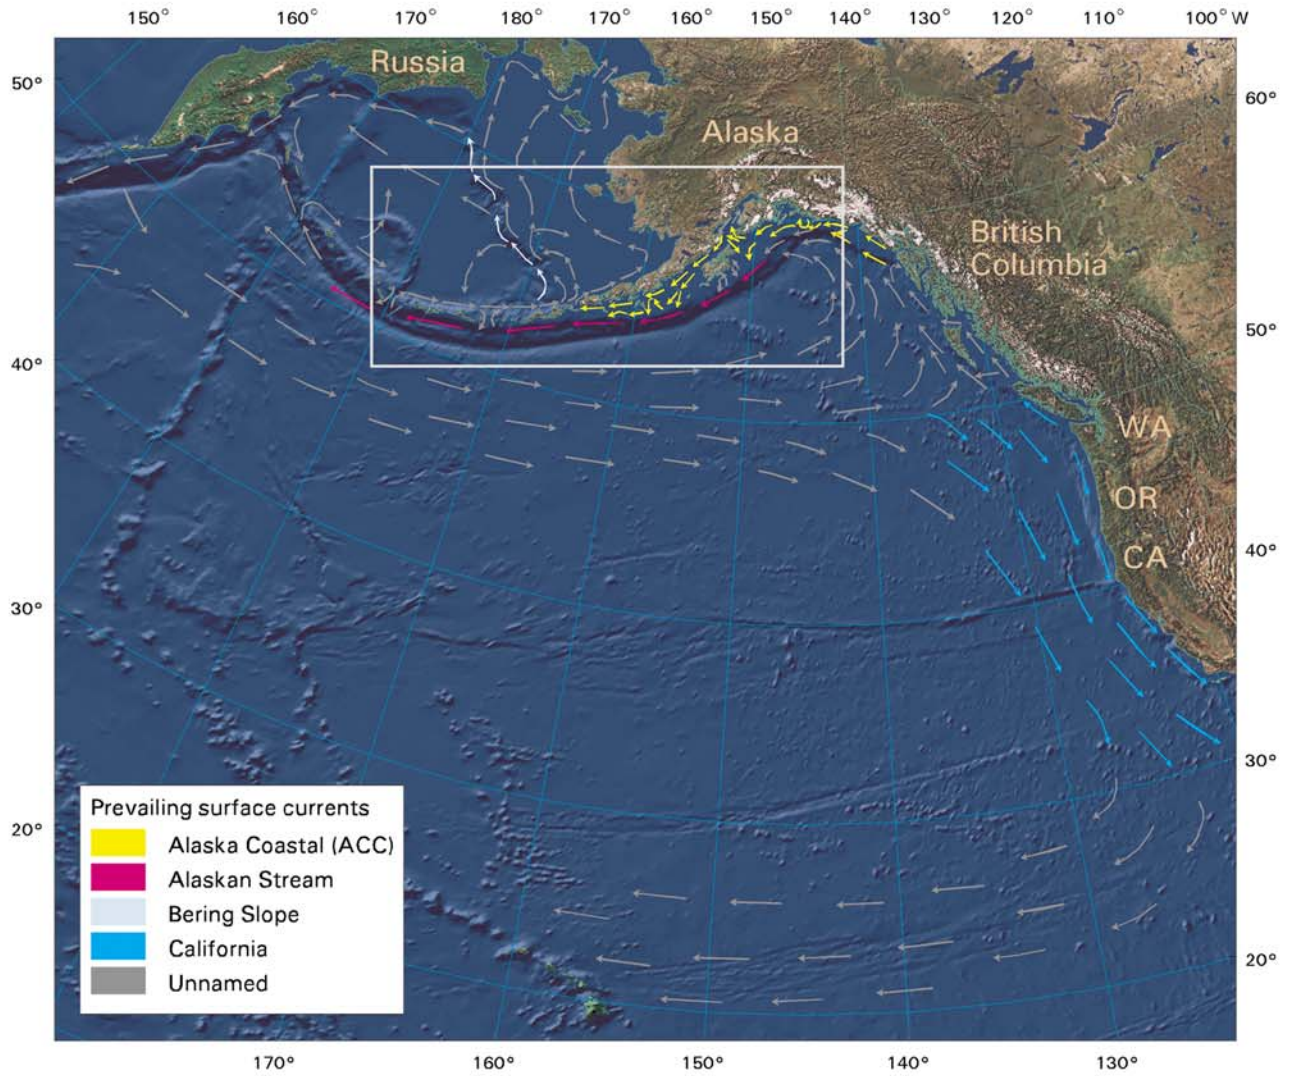 150° 160° 170° 180° 170° 160° 150° 140° 130° 120° 110° 100° W
50°
Russia
60°
Alaska
British
Columbia
50°
40°
WA
OR
40°
CA
30°
30°
20°
Prevailing surface currents
Alaska Coastal (ACC)
Alaskan Stream
Bering Slope
California
Unnamed
20°
170° 160° 150° 140° 130°